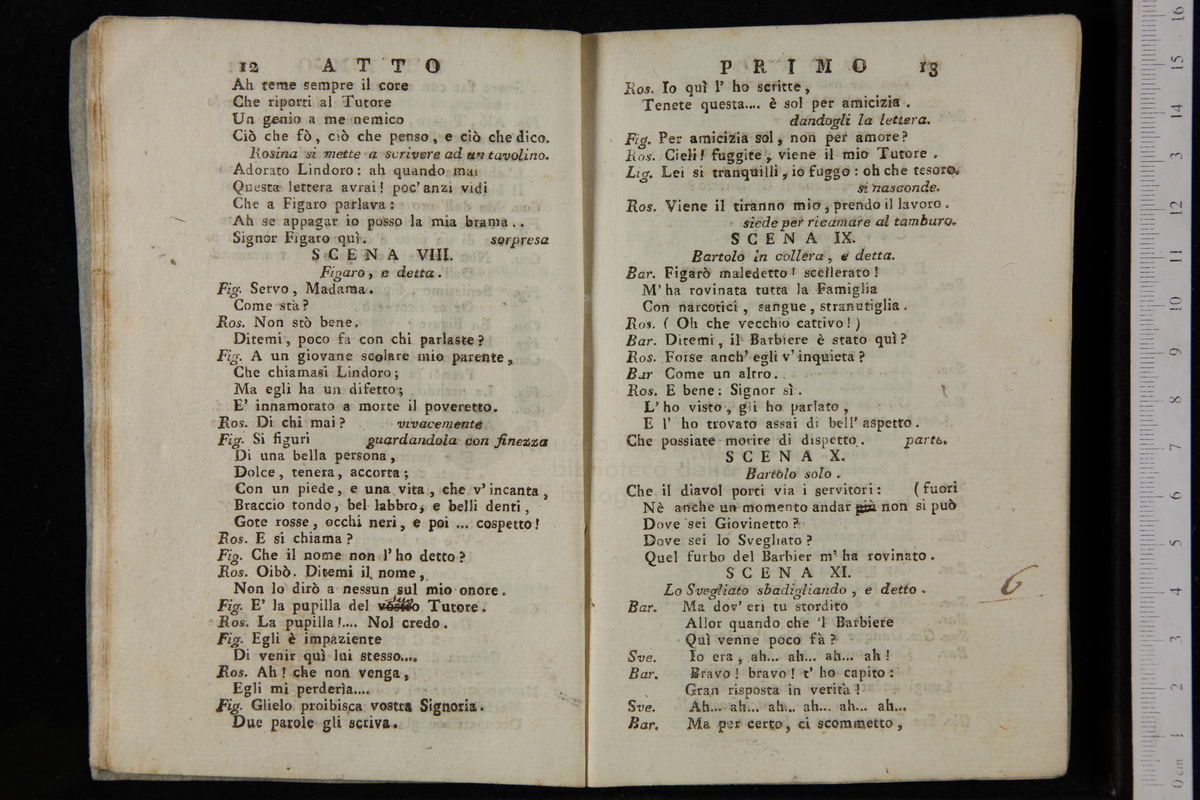 12 A T T O
Ah teme sempre il core
Che riporti al Tutore
Un genio a me nemico
Ciò che fò, ciò che penso, e ciò che dico.
Rosina si mette a scrivere ad un tavolino.
Adorato Lindoro: ah quando mai
Questa lettera avrai! poc' anzi vidi
Che a Figaro parlava:
Ah se appagar io posso la mia brama..
Signor Figaro quì. sorpresa
S C E N A VIII.
Figaro, e detta.
Fig. Servo, Madama.
Come stà?
Ros. Non stò bene.
Ditemi, poco fa con chi parlaste?
Fig. A un giovane scolare mio parente,
Che chiamasi Lindoro;
Ma egli ha un difetto;
E' innamorato a morte il poveretto.
Ros. Di chi mai? vivacemente
Fig. Si figuri guardandola con finezza
Di una bella persona,
Dolce, tenera, accorta;
Con un piede, e una vita, che v' incanta,
Braccio tondo, bel labbro, e belli denti,
Gote rosse, occhi neri, e poi ... cospetto!
Ros. E si chiama?
Fig. Che il nome non l' ho detto?
Ros. Oibò. Ditemi il nome,
Non lo dirò a nessun sul mio onore.
Fig. E' la pupilla del vostro Tutore.
Ros. La pupilla!.... Nol credo.
Fig. Egli è impaziente
Di venir quì lui stesso....
Ros. Ah! che non venga,
Egli mi perderìa....
Fig. Glielo proibisca vostra Signoria.
Due parole gli scriva.
P R I M O 13
Ros. Io quì l' ho scritte,
Tenete questa.... è sol per amicizia.
dandogli la lettera.
Fig. Per amicizia sol, non per amore?
Ros. Cieli! fuggite, viene il mio Tutore.
Lig. Lei si tranquilli, io fuggo: oh che tesoro.
si nasconde.
Ros. Viene il tiranno mio, prendo il lavoro.
siede per ricamare al tamburo.
S C E N A IX.
Bartolo in collera, e detta.
Bar. Figarò maledetto! scellerato!
M' ha rovinata tutta la Famiglia
Con narcotici, sangue, stranutiglia.
Ros. ( Oh che vecchio cattivo! )
Bar. Ditemi, il Barbiere è stato quì?
Ros. Forse anch' egli v' inquieta?
Bar Come un altro.
Ros. E bene: Signor sì.
L' ho visto, gli ho parlato,
E l' ho trovato assai di bell' aspetto.
Che possiate morire di dispetto. parte.
S C E N A X.
Bartolo solo.
Che il diavol porti via i servitori: (fuori
Nè anche un momento andar già non si può
Dove sei Giovinetto?
Dove sei lo Svegliato?
Quel furbo del Barbier m' ha rovinato.
S C E N A XI.
Lo Svegliato sbadigliando, e detto.
6
Bar. Ma dov' eri tu stordito
Allor quando che 'l Barbiere
Quì venne poco fà?
Sve. Io era, ah... ah... ah... ah!
Bar. Bravo! bravo! t' ho capito:
Gran risposta in verità!
Sve. Ah... ah... ah... ah... ah... ah...
Bar. Ma per certo, ci scommetto,